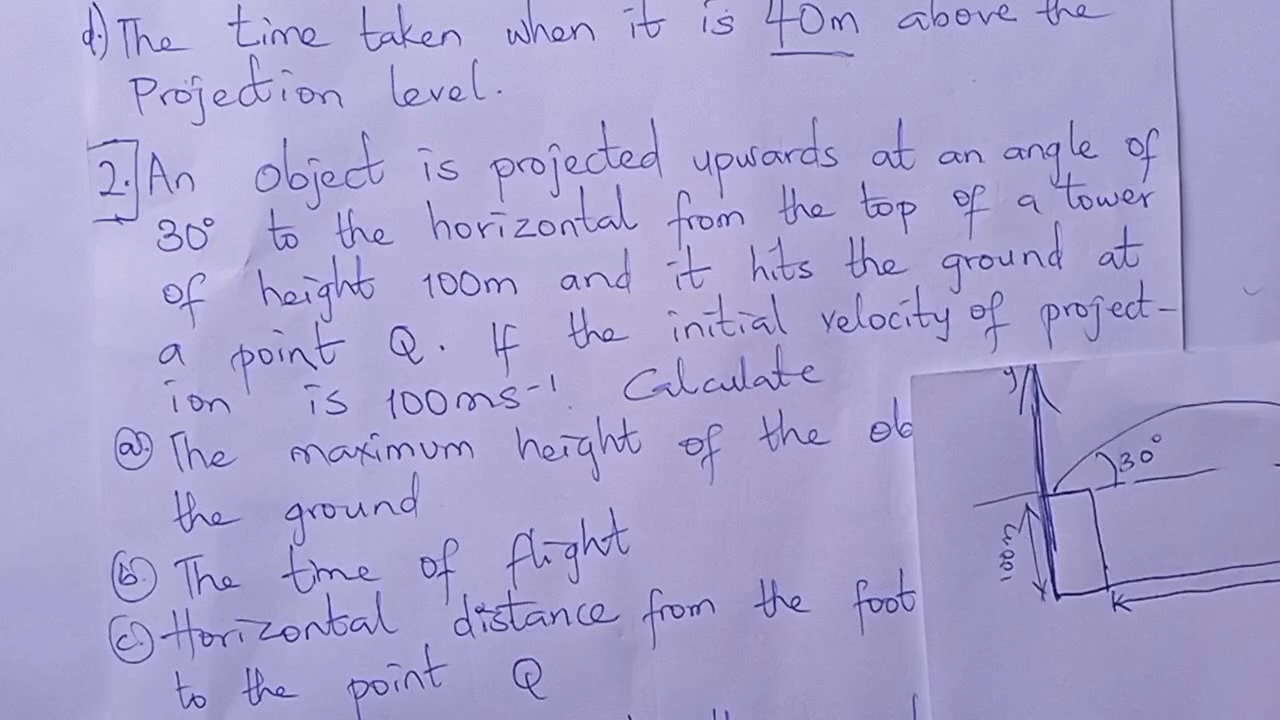 d.) The time taken when it is 40m above the
Projection level.
2. An object is projected upwards at an angle of
30° to the horizontal from the top of a tower
of height 100m and it hits the ground at
a point Q. If the initial velocity of project-
ion is 100ms⁻¹. Calculate
a. The maximum height of the ob
the ground
b. The time of flight
c. Horizontal distance from the foot
to the point Q
y
30°
100m